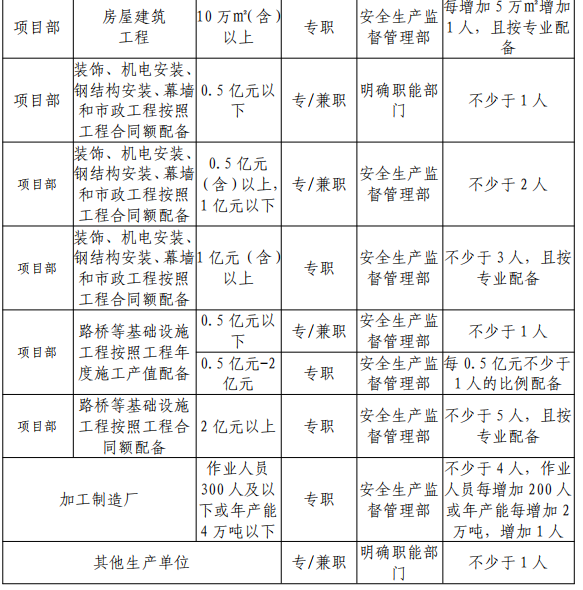 项目部
房屋建筑
工程
10 万㎡(含)
以上
专职
安全生产监
督管理部
每增加 5 万㎡增加
1 人，且按专业配
备
项目部
装饰、机电安装、
钢结构安装、幕墙
和市政工程按照
工程合同额配备
0.5 亿元以
下
专/兼职
明确职能部
门
不少于 1 人
项目部
装饰、机电安装、
钢结构安装、幕墙
和市政工程按照
工程合同额配备
0.5 亿元
（含）以上，
1 亿元以下
专/兼职
安全生产监
督管理部
不少于 2 人
项目部
装饰、机电安装、
钢结构安装、幕墙
和市政工程按照
工程合同额配备
1 亿元（含）
以上
专职
安全生产监
督管理部
不少于 3 人，且按
专业配备
项目部
路桥等基础设施
工程按照工程年
度施工产值配备
0.5 亿元以
下
专/兼职
安全生产监
督管理部
不少于 1 人
0.5 亿元-2
亿元
专职
安全生产监
督管理部
每 0.5 亿元不少于
1 人的比例配备
项目部
路桥等基础设施
工程按照工程合
同额配备
2 亿元以上
专职
安全生产监
督管理部
不少于 5 人，且按
专业配备
加工制造厂
作业人员
300 人及以
下或年产能
4 万吨以下
专职
安全生产监
督管理部
不少于 4 人，作业
人员每增加 200 人
或年产能每增加 2
万吨，增加 1 人
其他生产单位
专/兼职
明确职能部
门
不少于 1 人